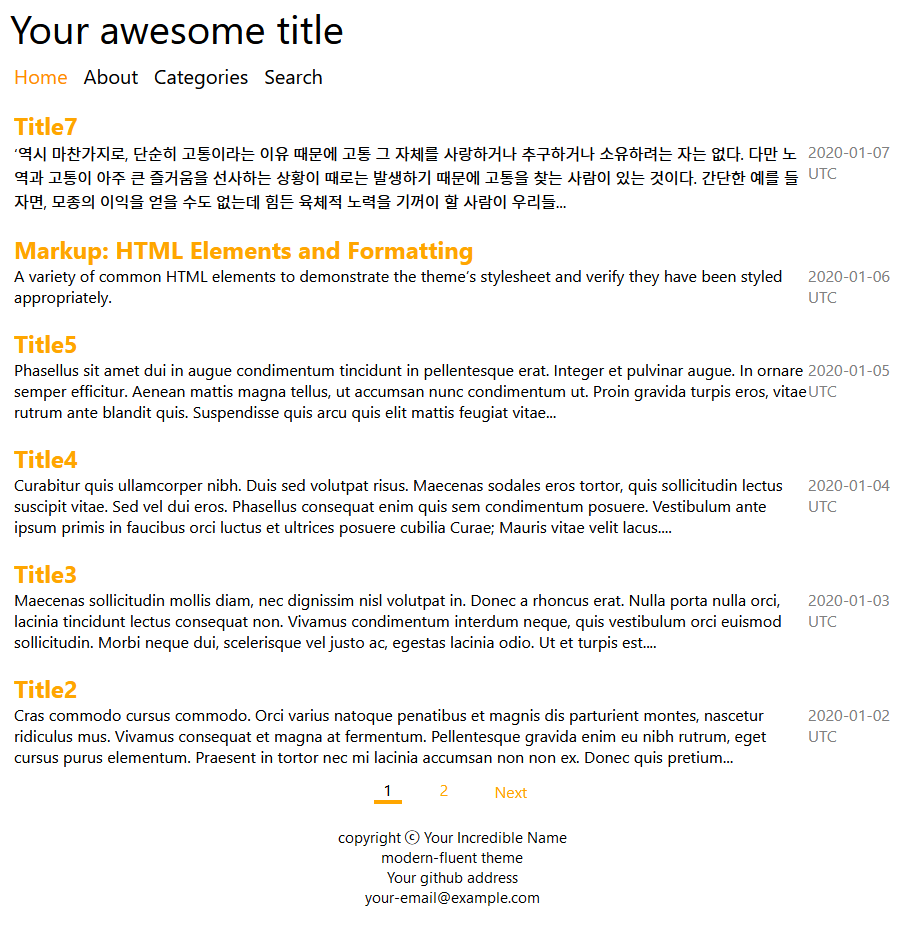 Your awesome title
Home About Categories Search
Title7
‘역시 마찬가지로, 단순히 고통이라는 이유 때문에 고통 그 자체를 사랑하거나 추구하거나 소유하려는 자는 없다. 다만 노
역과 고통이 아주 큰 즐거움을 선사하는 상황이 때로는 발생하기 때문에 고통을 찾는 사람이 있는 것이다. 간단한 예를 들
자면, 모종의 이익을 얻을 수도 없는데 힘든 육체적 노력을 기꺼이 할 사람이 우리들...
2020-01-07
UTC
Markup: HTML Elements and Formatting
A variety of common HTML elements to demonstrate the theme’s stylesheet and verify they have been styled
appropriately.
2020-01-06
UTC
Title5
Phasellus sit amet dui in augue condimentum tincidunt in pellentesque erat. Integer et pulvinar augue. In ornare
semper efficitur. Aenean mattis magna tellus, ut accumsan nunc condimentum ut. Proin gravida turpis eros, vitae
rutrum ante blandit quis. Suspendisse quis arcu quis elit mattis feugiat vitae...
2020-01-05
UTC
Title4
Curabitur quis ullamcorper nibh. Duis sed volutpat risus. Maecenas sodales eros tortor, quis sollicitudin lectus
suscipit vitae. Sed vel dui eros. Phasellus consequat enim quis sem condimentum posuere. Vestibulum ante
ipsum primis in faucibus orci luctus et ultrices posuere cubilia Curae; Mauris vitae velit lacus....
2020-01-04
UTC
Title3
Maecenas sollicitudin mollis diam, nec dignissim nisl volutpat in. Donec a rhoncus erat. Nulla porta nulla orci,
lacinia tincidunt lectus consequat non. Vivamus condimentum interdum neque, quis vestibulum orci euismod
sollicitudin. Morbi neque dui, scelerisque vel justo ac, egestas lacinia odio. Ut et turpis est....
2020-01-03
UTC
Title2
Cras commodo cursus commodo. Orci varius natoque penatibus et magnis dis parturient montes, nascetur
ridiculus mus. Vivamus consequat et magna at fermentum. Pellentesque gravida enim eu nibh rutrum, eget
cursus purus elementum. Praesent in tortor nec mi lacinia accumsan non non ex. Donec quis pretium...
2020-01-02
UTC
1 2 Next
copyright ⓒ Your Incredible Name
modern-fluent theme
Your github address
your-email@example.com